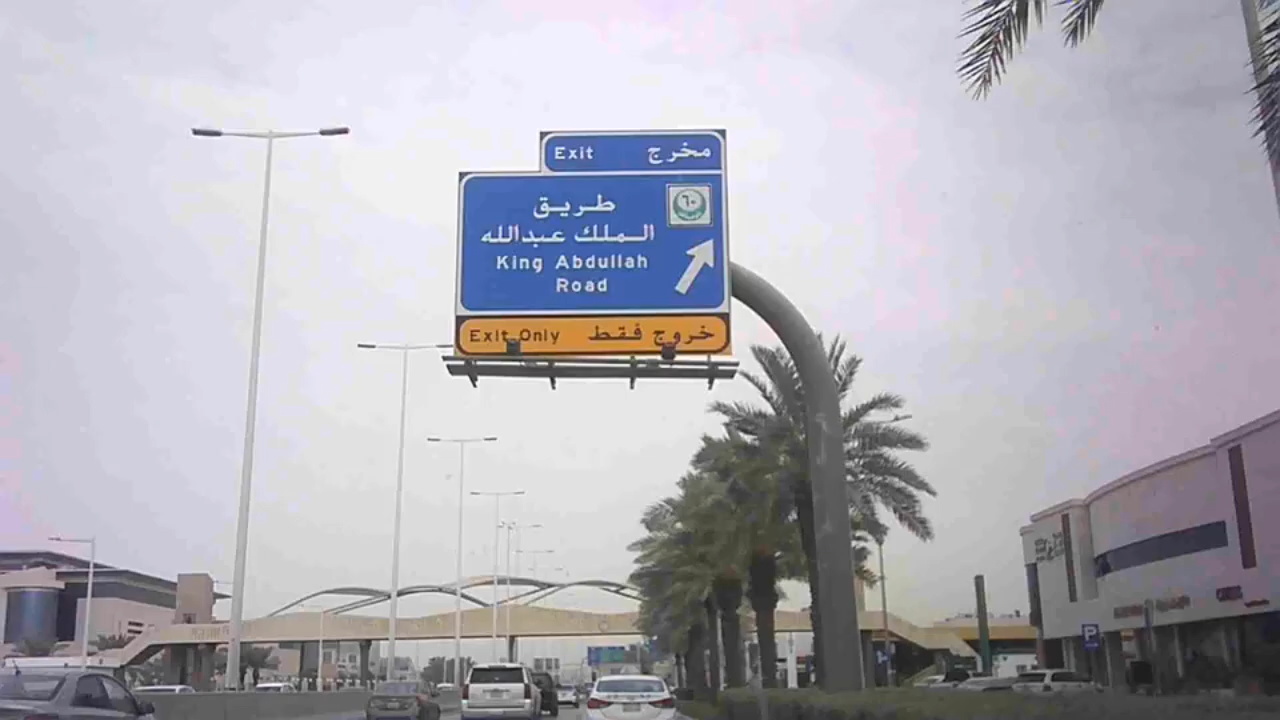 مخرج Exit
٦٠
طريق
الملك عبدالله
King Abdullah
Road
خروج فقط Exit Only
P